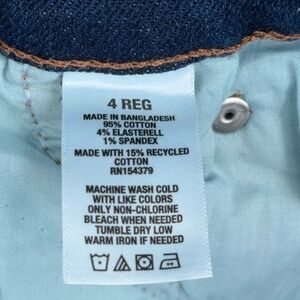 4 REG
MADE IN BANGLADESH
95% COTTON
4% ELASTERELL
1% SPANDEX
MADE WITH 15% RECYCLED
COTTON
RN154379
MACHINE WASH COLD
WITH LIKE COLORS
ONLY NON-CHLORINE
BLEACH WHEN NEEDED
TUMBLE DRY LOW
WARM IRON IF NEEDED